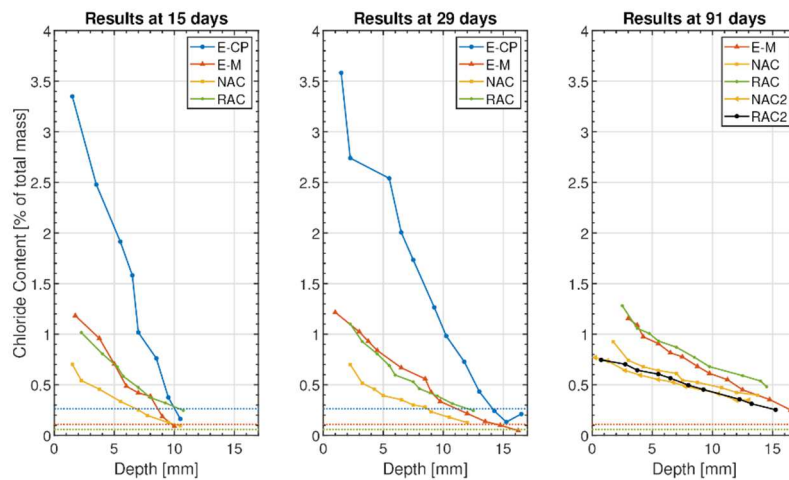 Results at 15 days
Results at 29 days
Results at 91 days
Chloride Content [% of total mass]
4
3.5
3
2.5
2
1.5
1
0.5
0
E-CP
E-M
NAC
RAC
0
5
10
15
Depth [mm]
4
3.5
3
2.5
2
1.5
1
0.5
0
E-CP
E-M
NAC
RAC
0
5
10
15
Depth [mm]
4
3.5
3
2.5
2
1.5
1
0.5
0
E-M
NAC
RAC
NAC2
RAC2
0
5
10
15
Depth [mm]